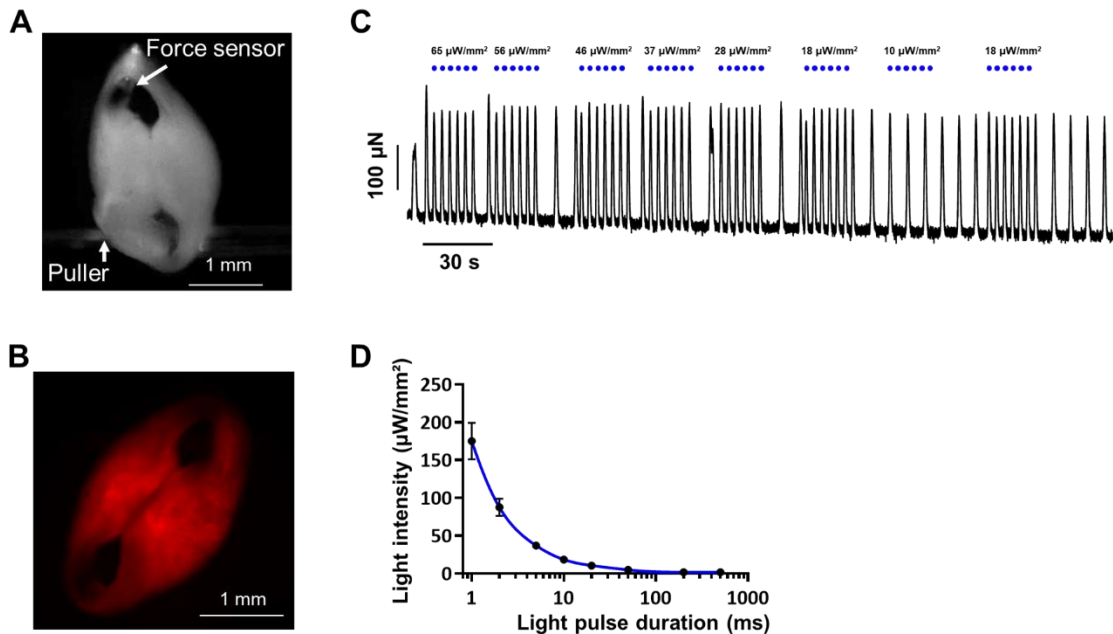 A
Force sensor
Puller
1 mm
B
1 mm
C
65 µW/mm² 56 µW/mm² 46 µW/mm² 37 µW/mm² 28 µW/mm² 18 µW/mm² 10 µW/mm² 18 µW/mm²
100 µN
30 s
D
Light intensity (µW/mm²)
250
200
150
100
50
0
1 10 100 1000
Light pulse duration (ms)